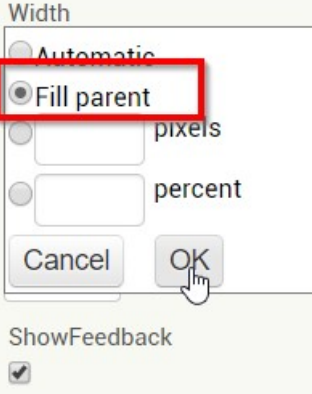 Width
Automatic
Fill parent
pixels
percent
Cancel OK
ShowFeedback